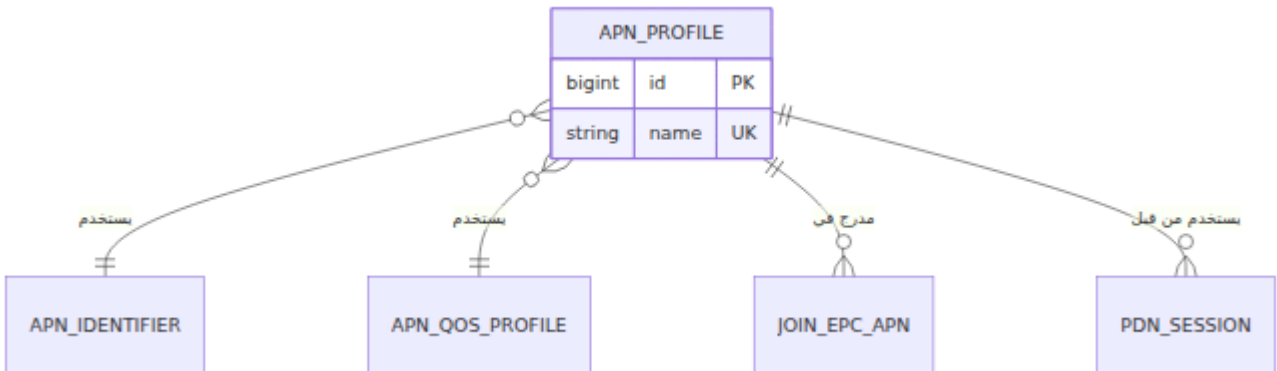 APN_PROFILE
bigint id PK
string name UK
يستخدم
يستخدم
مدرج في
يستخدم من قبل
APN_IDENTIFIER
APN_QOS_PROFILE
JOIN_EPC_APN
PDN_SESSION